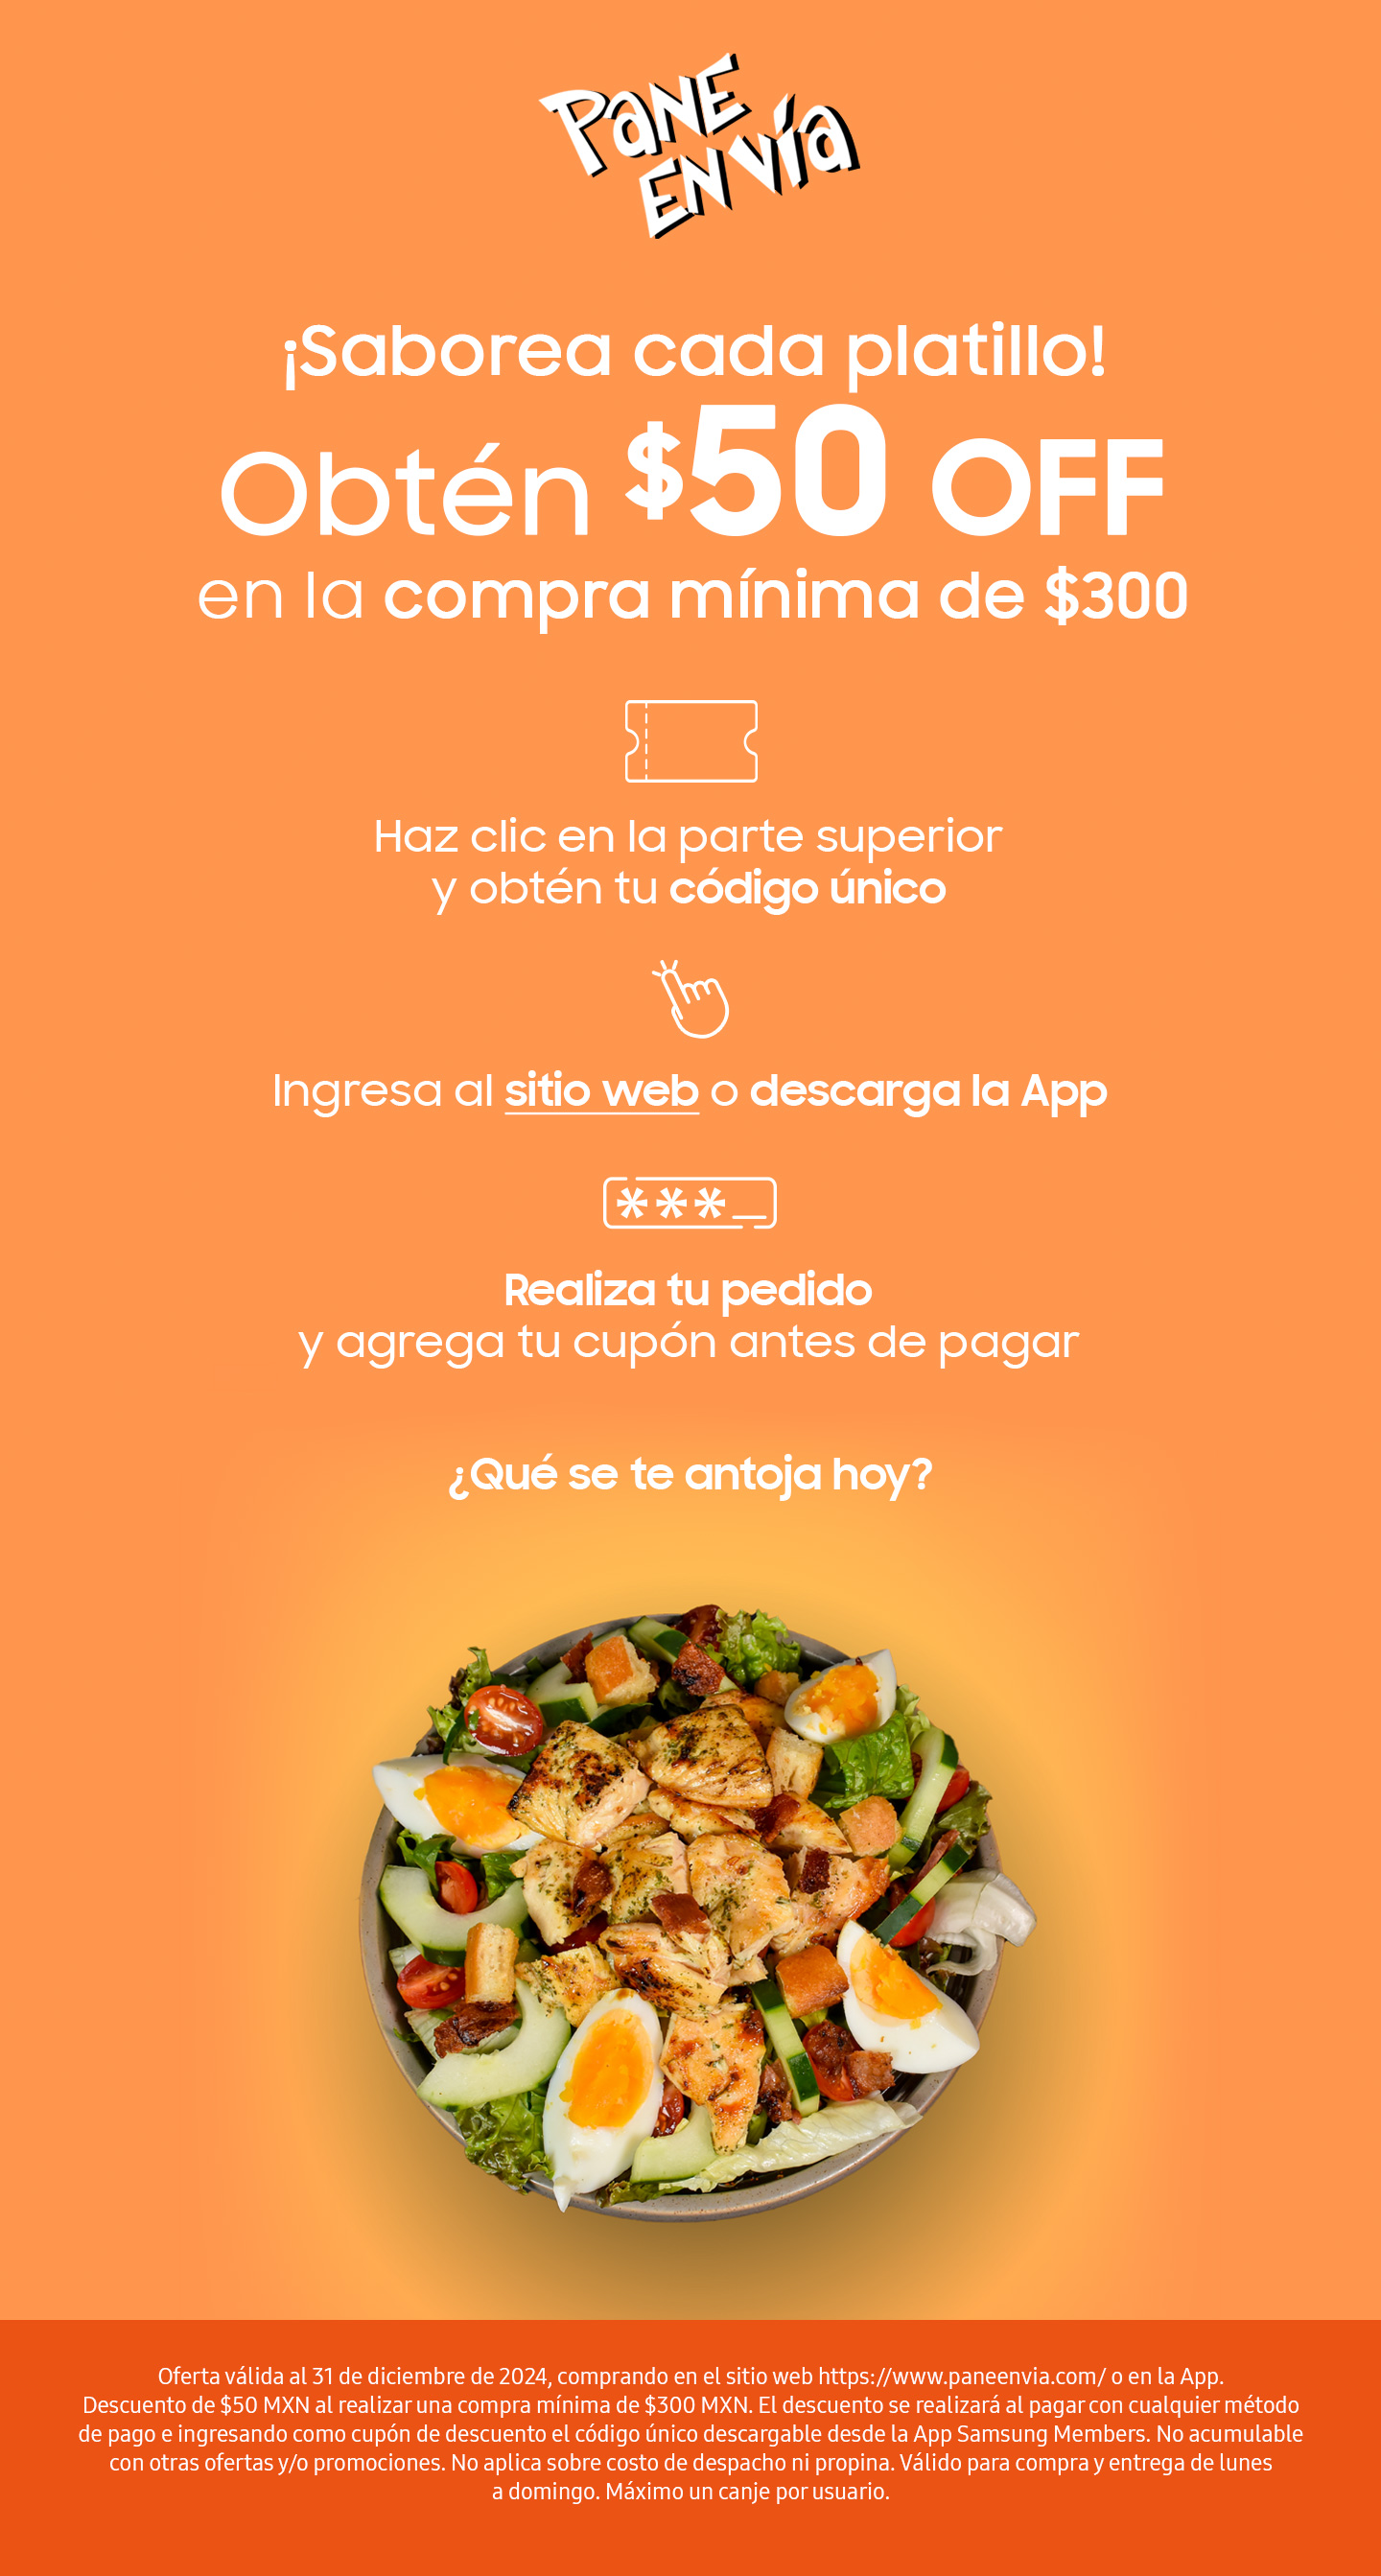 PANE
EN VÍA
¡Saborea cada platillo!
Obtén $50 OFF
en la compra mínima de $300
Haz clic en la parte superior
y obtén tu código único
Ingresa al sitio web o descarga la App
***_
Realiza tu pedido
y agrega tu cupón antes de pagar
¿Qué se te antoja hoy?
Oferta válida al 31 de diciembre de 2024, comprando en el sitio web https://www.paneenvia.com/ o en la App.
Descuento de $50 MXN al realizar una compra mínima de $300 MXN. El descuento se realizará al pagar con cualquier método
de pago e ingresando como cupón de descuento el código único descargable desde la App Samsung Members. No acumulable
con otras ofertas y/o promociones. No aplica sobre costo de despacho ni propina. Válido para compra y entrega de lunes
a domingo. Máximo un canje por usuario.